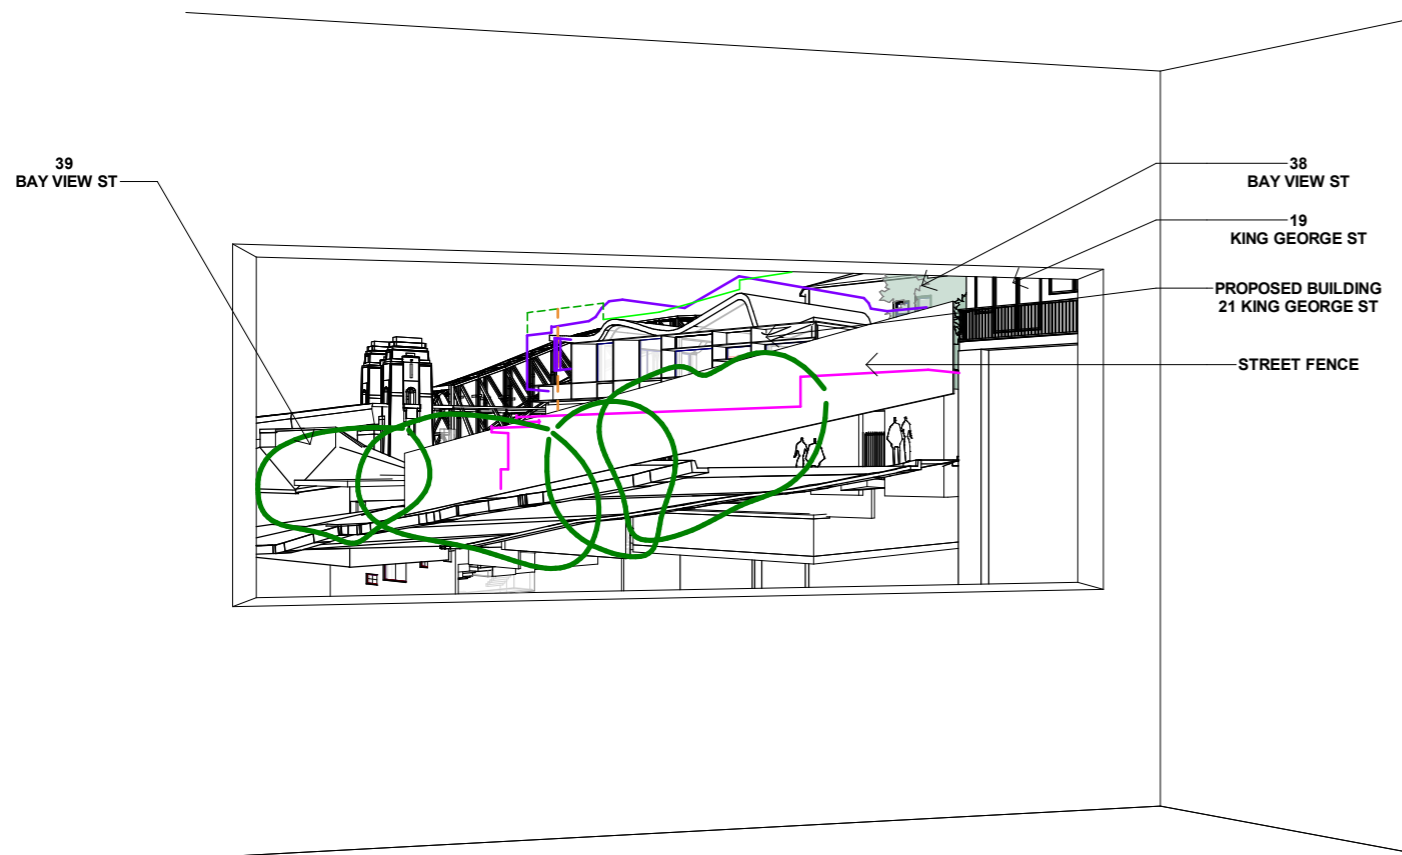 39
BAY VIEW ST
38
BAY VIEW ST
19
KING GEORGE ST
PROPOSED BUILDING
21 KING GEORGE ST
STREET FENCE